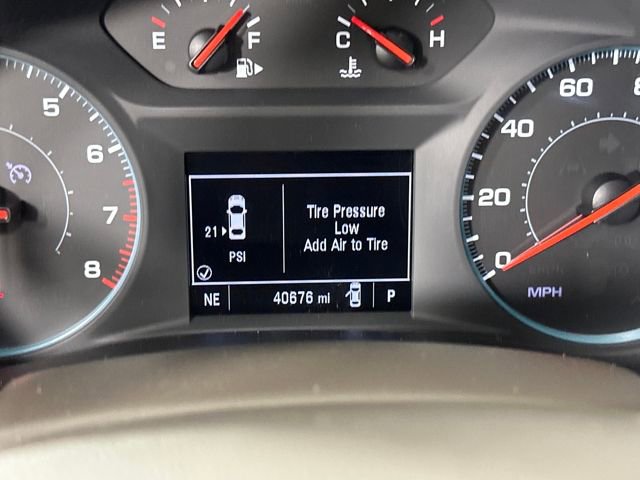 E F
C H
5
6
7
8
21
PSI
Tire Pressure
Low
Add Air to Tire
NE 40676 mi P
0
20
40
60
MPH